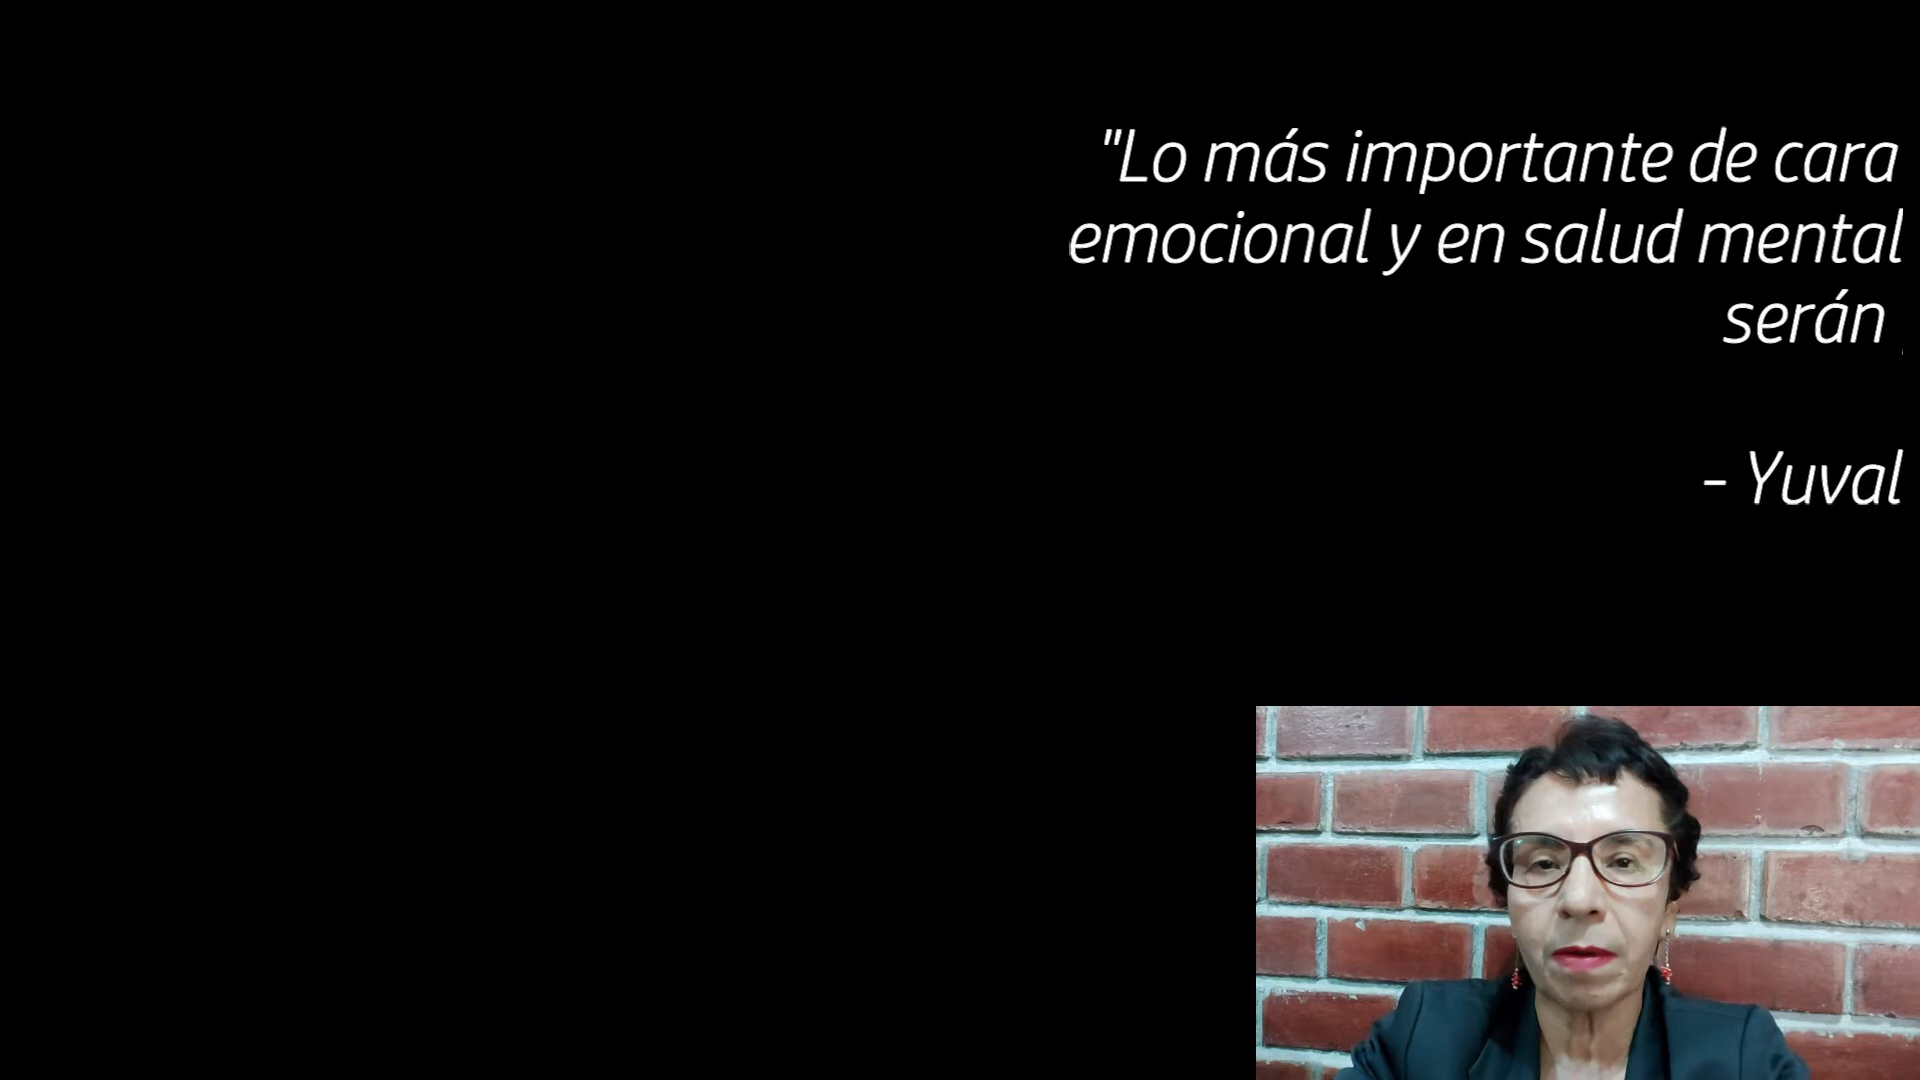 "Lo más importante de cara
emocional y en salud mental
serán
- Yuval